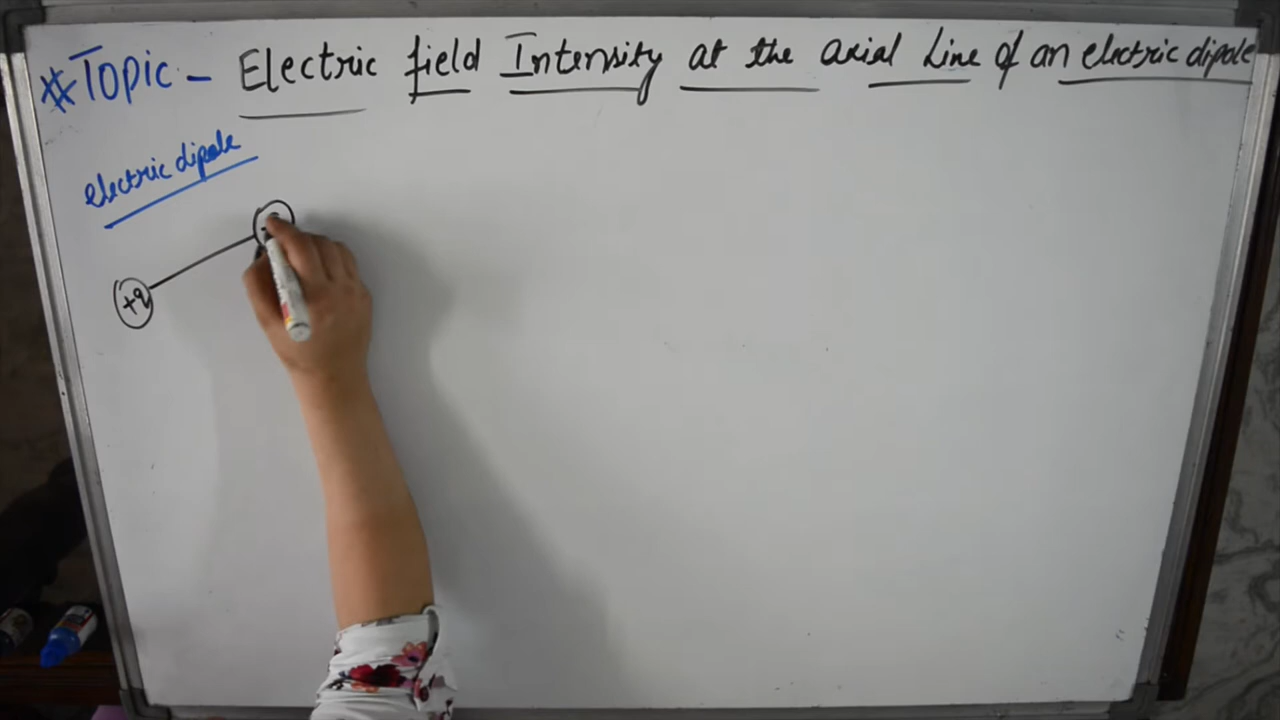 #Topic - Electric field Intensity at the axial Line of an electric dipole
electric dipole
+q